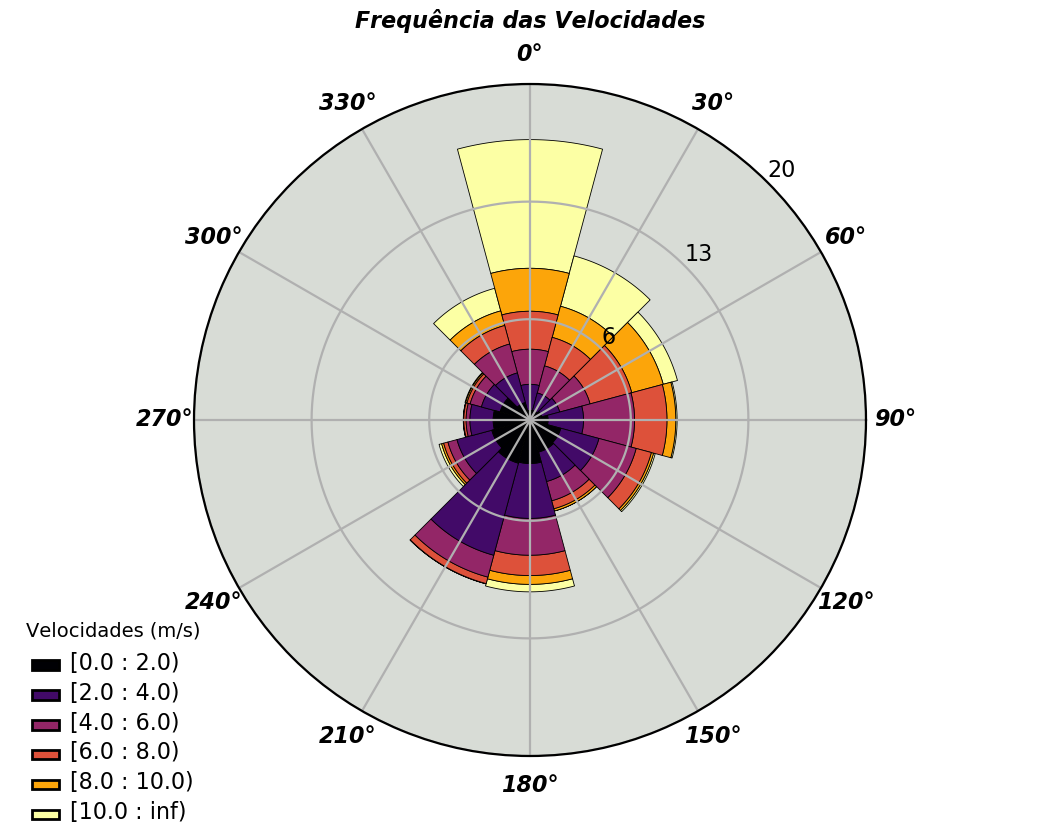 Frequência das Velocidades
0°
330°
30°
20
300°
60°
13
6
270°
90°
240°
120°
210°
150°
180°
Velocidades (m/s)
[0.0 : 2.0)
[2.0 : 4.0)
[4.0 : 6.0)
[6.0 : 8.0)
[8.0 : 10.0)
[10.0 : inf)